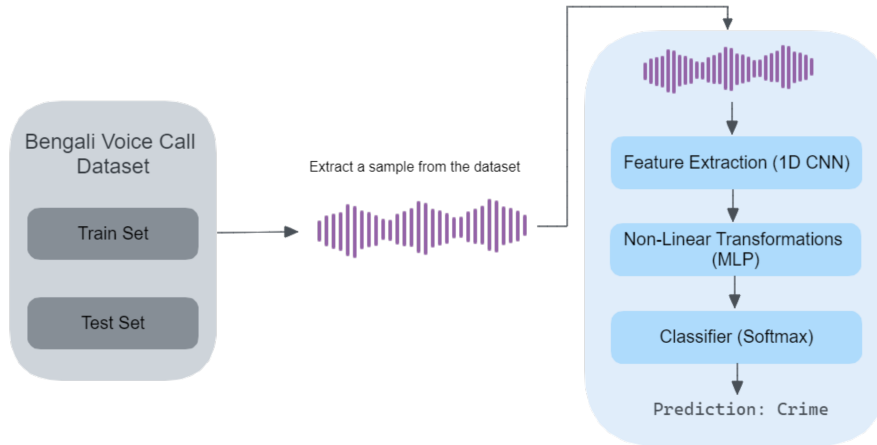 Bengali Voice Call
Dataset
Train Set
Test Set
Extract a sample from the dataset
Feature Extraction (1D CNN)
Non-Linear Transformations
(MLP)
Classifier (Softmax)
Prediction: Crime